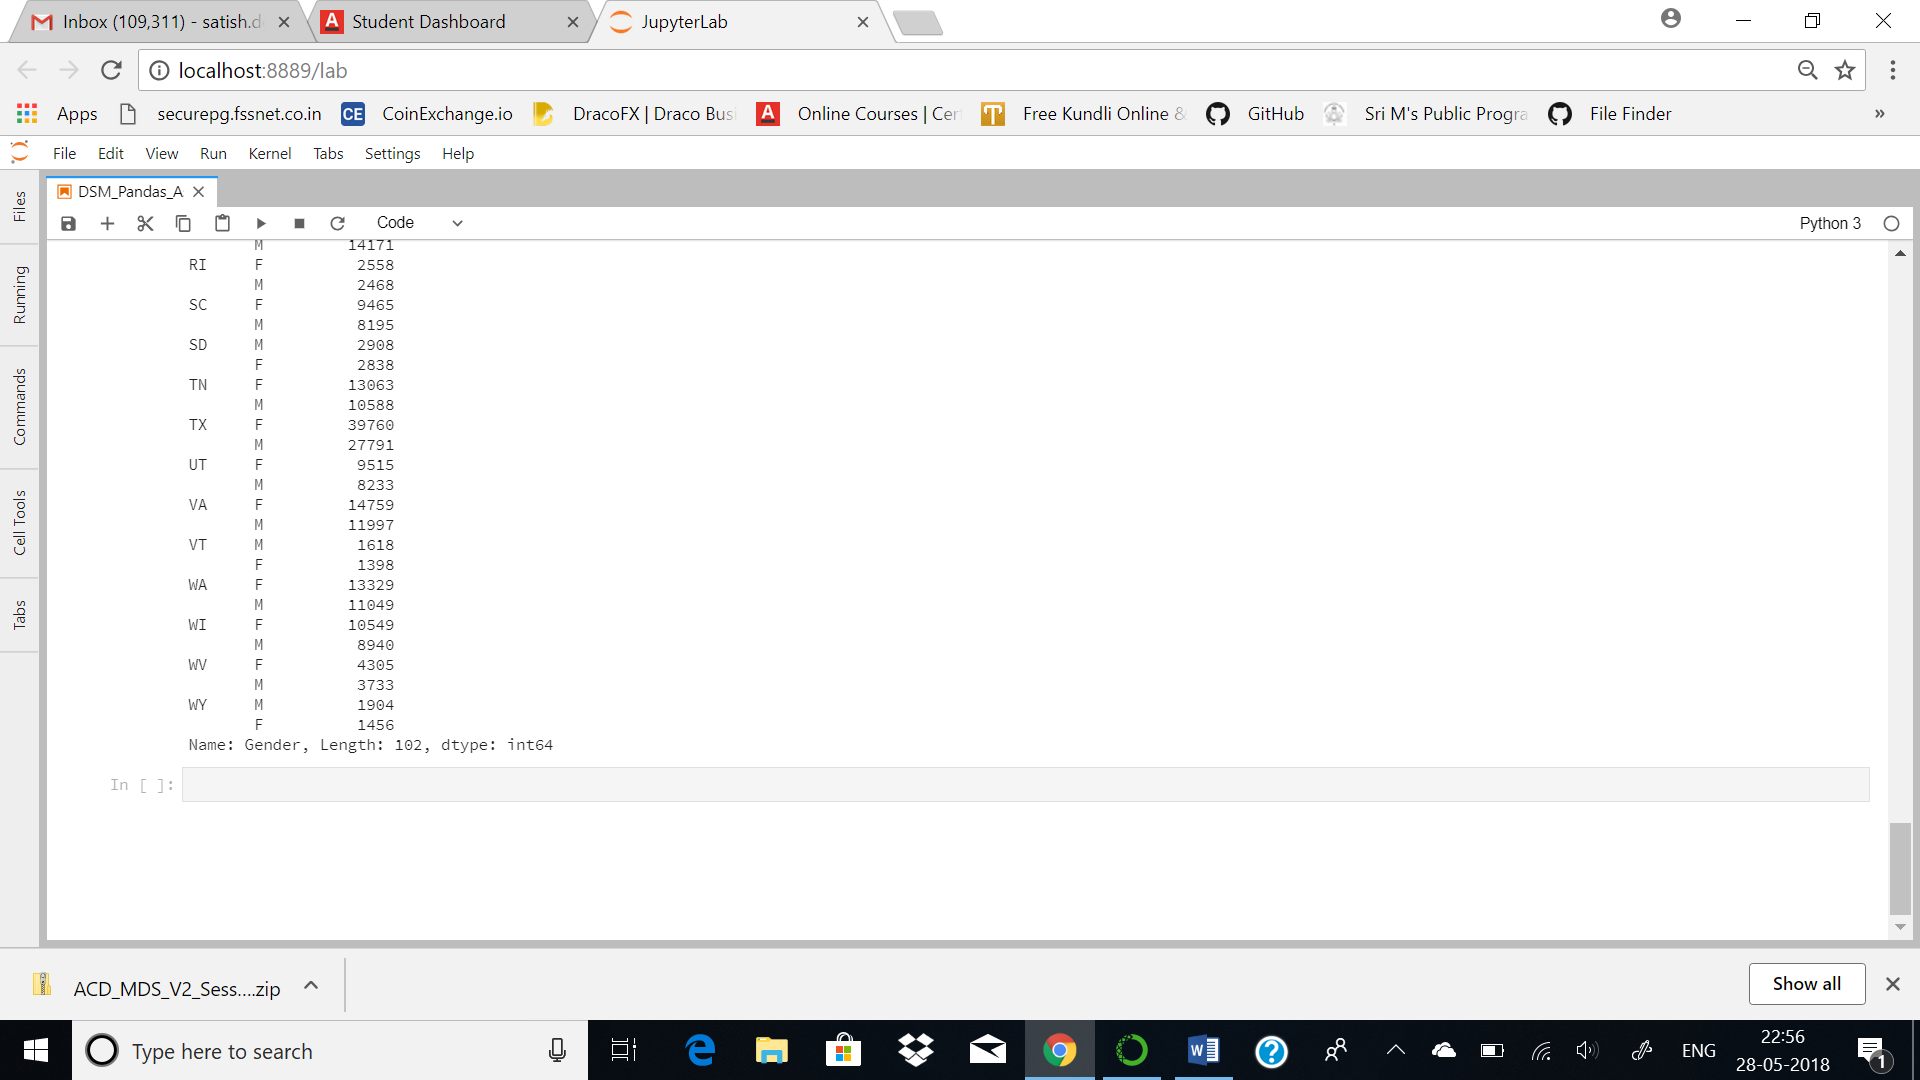 Inbox (109,311) - satish.d
Student Dashboard
JupyterLab
localhost:8889/lab
Apps securepg.fssnet.co.in CE CoinExchange.io DracoFX | Draco Busi A Online Courses | Cer T Free Kundli Online & GitHub Sri M's Public Progra File Finder »
File Edit View Run Kernel Tabs Settings Help
Files
Running
Commands
Cell Tools
Tabs
DSM_Pandas_A
Code
Python 3
M 14171
RI F 2558
M 2468
SC F 9465
M 8195
SD M 2908
F 2838
TN F 13063
M 10588
TX F 39760
M 27791
UT F 9515
M 8233
VA F 14759
M 11997
VT M 1618
F 1398
WA F 13329
M 11049
WI F 10549
M 8940
WV F 4305
M 3733
WY M 1904
F 1456
Name: Gender, Length: 102, dtype: int64
In [ ]:
ACD_MDS_V2_Sess....zip
Show all
Type here to search
ENG
22:56
28-05-2018
1